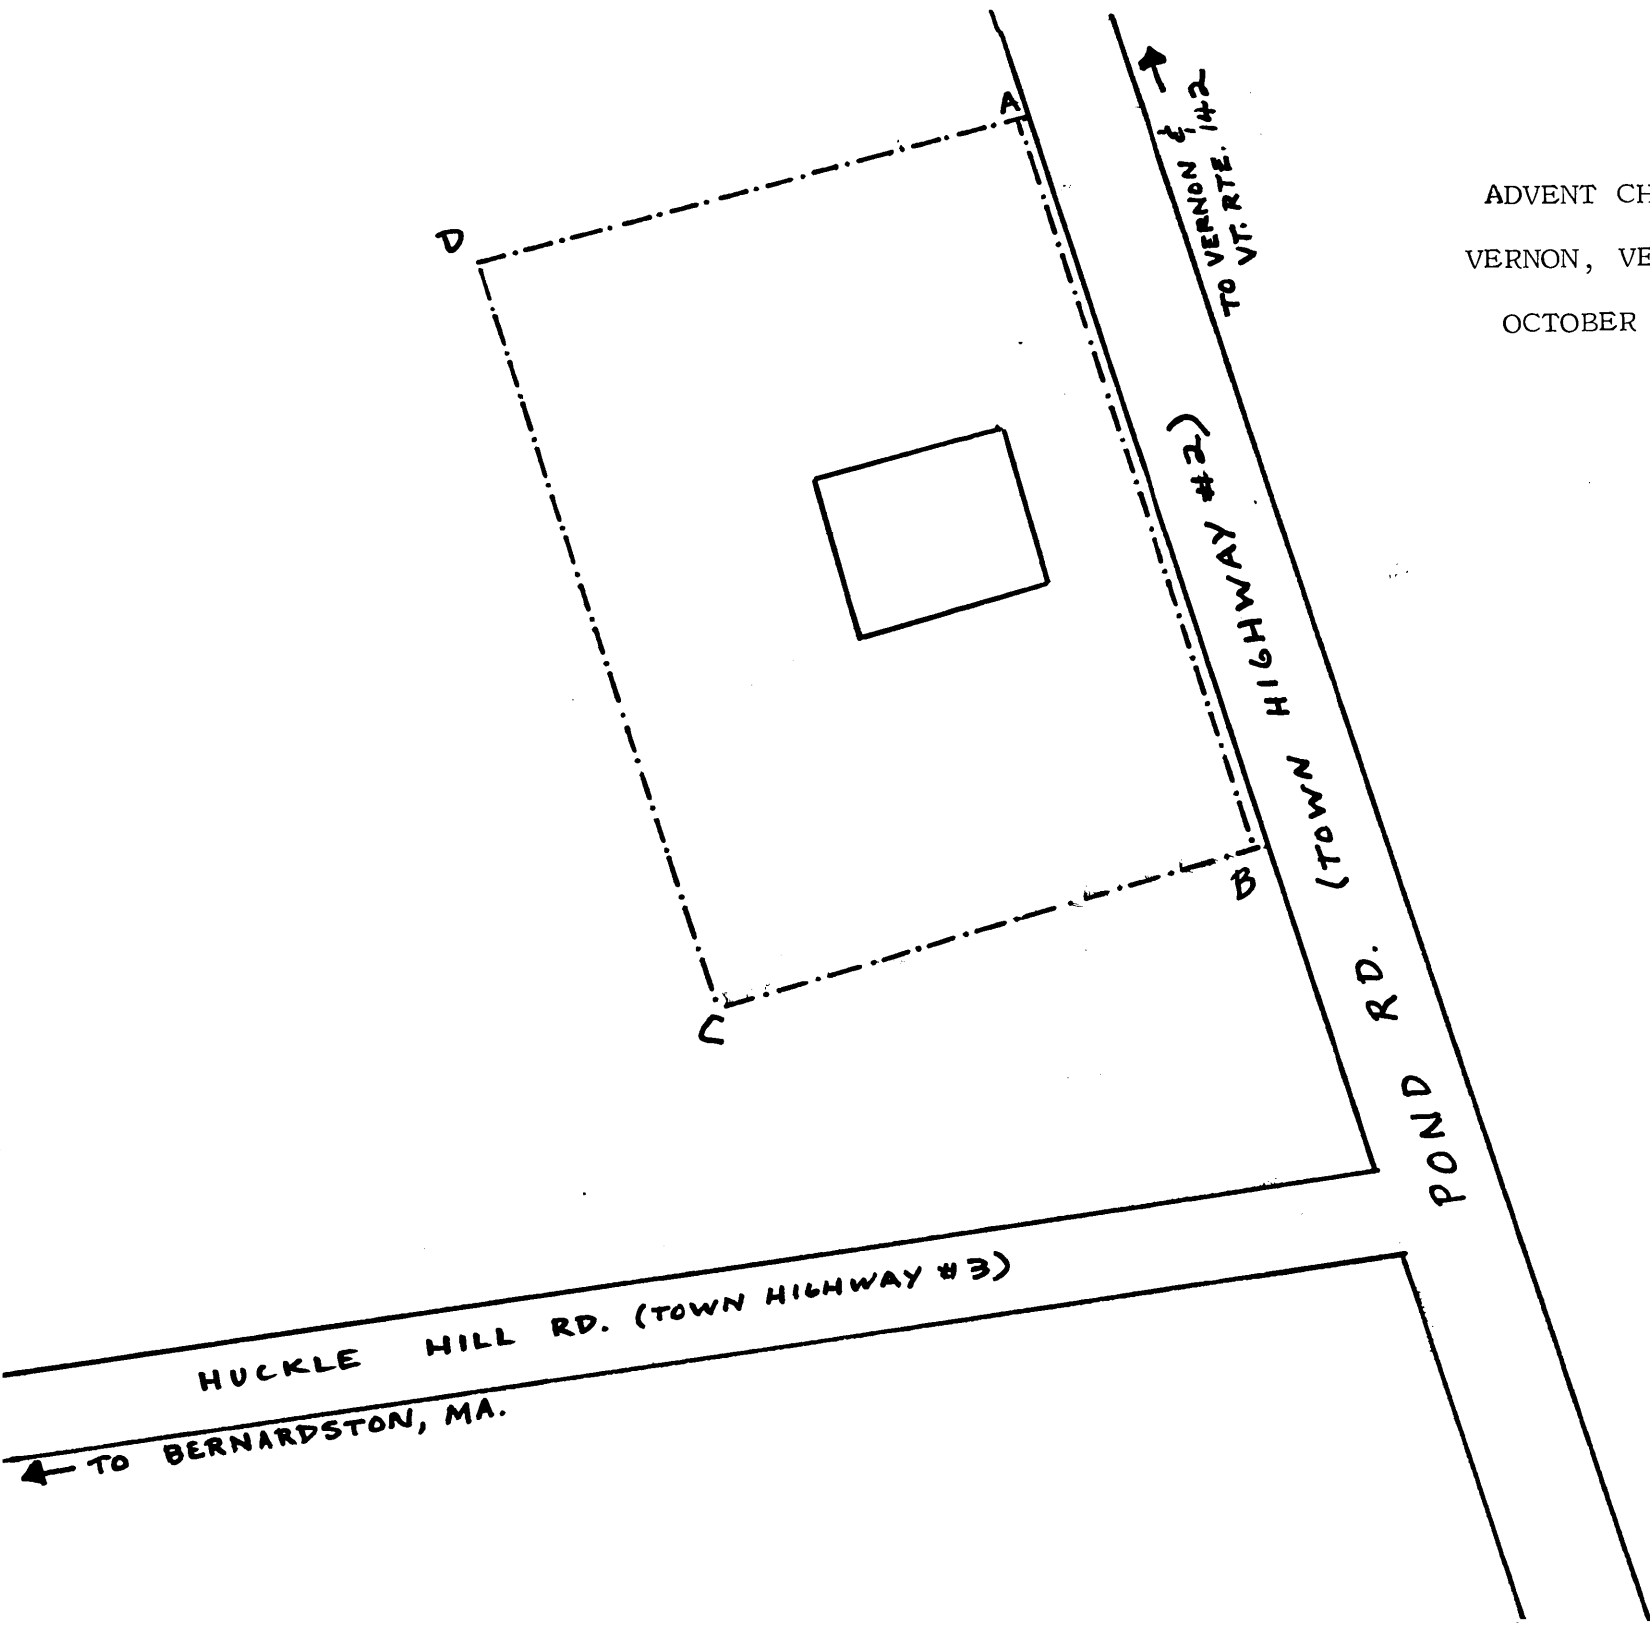 A
TO VERNON &
VT. RTE. 142
ADVENT CH
VERNON, VE
OCTOBER
D
B
C
POND RD. (TOWN HIGHWAY #2)
HUCKLE HILL RD. (TOWN HIGHWAY #3)
TO BERNARDSTON, MA.